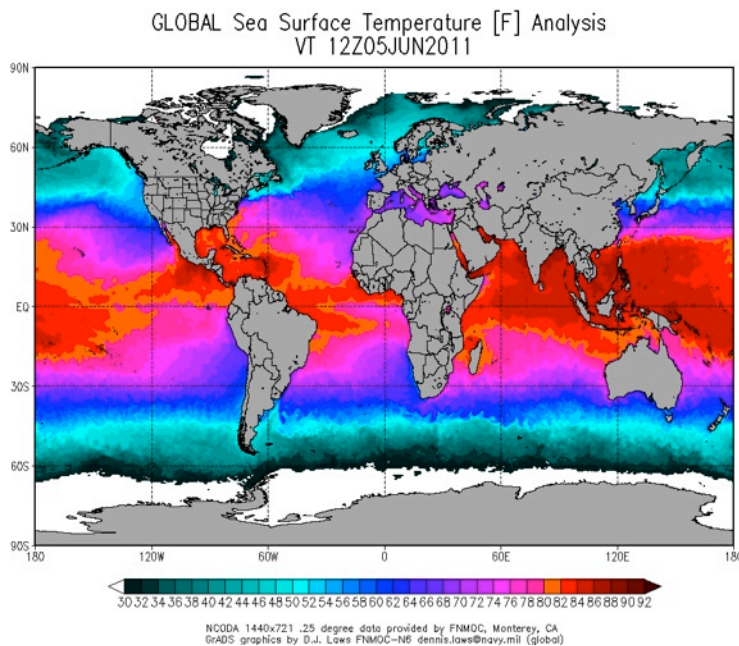 GLOBAL Sea Surface Temperature [F] Analysis
VT 12Z05JUN2011
90N
60N
30N
EQ
30S
60S
90S
180 120W 60W 0 60E 120E 180
30 32 34 36 38 40 42 44 46 48 50 52 54 56 58 60 62 64 66 68 70 72 74 76 78 80 82 84 86 88 90 92
NCODA 1440x721 .25 degree data provided by FNMOC, Monterey, CA
GrADS graphics by D.J. Laws FNMOC-N6 dennis.laws@navy.mil (global)